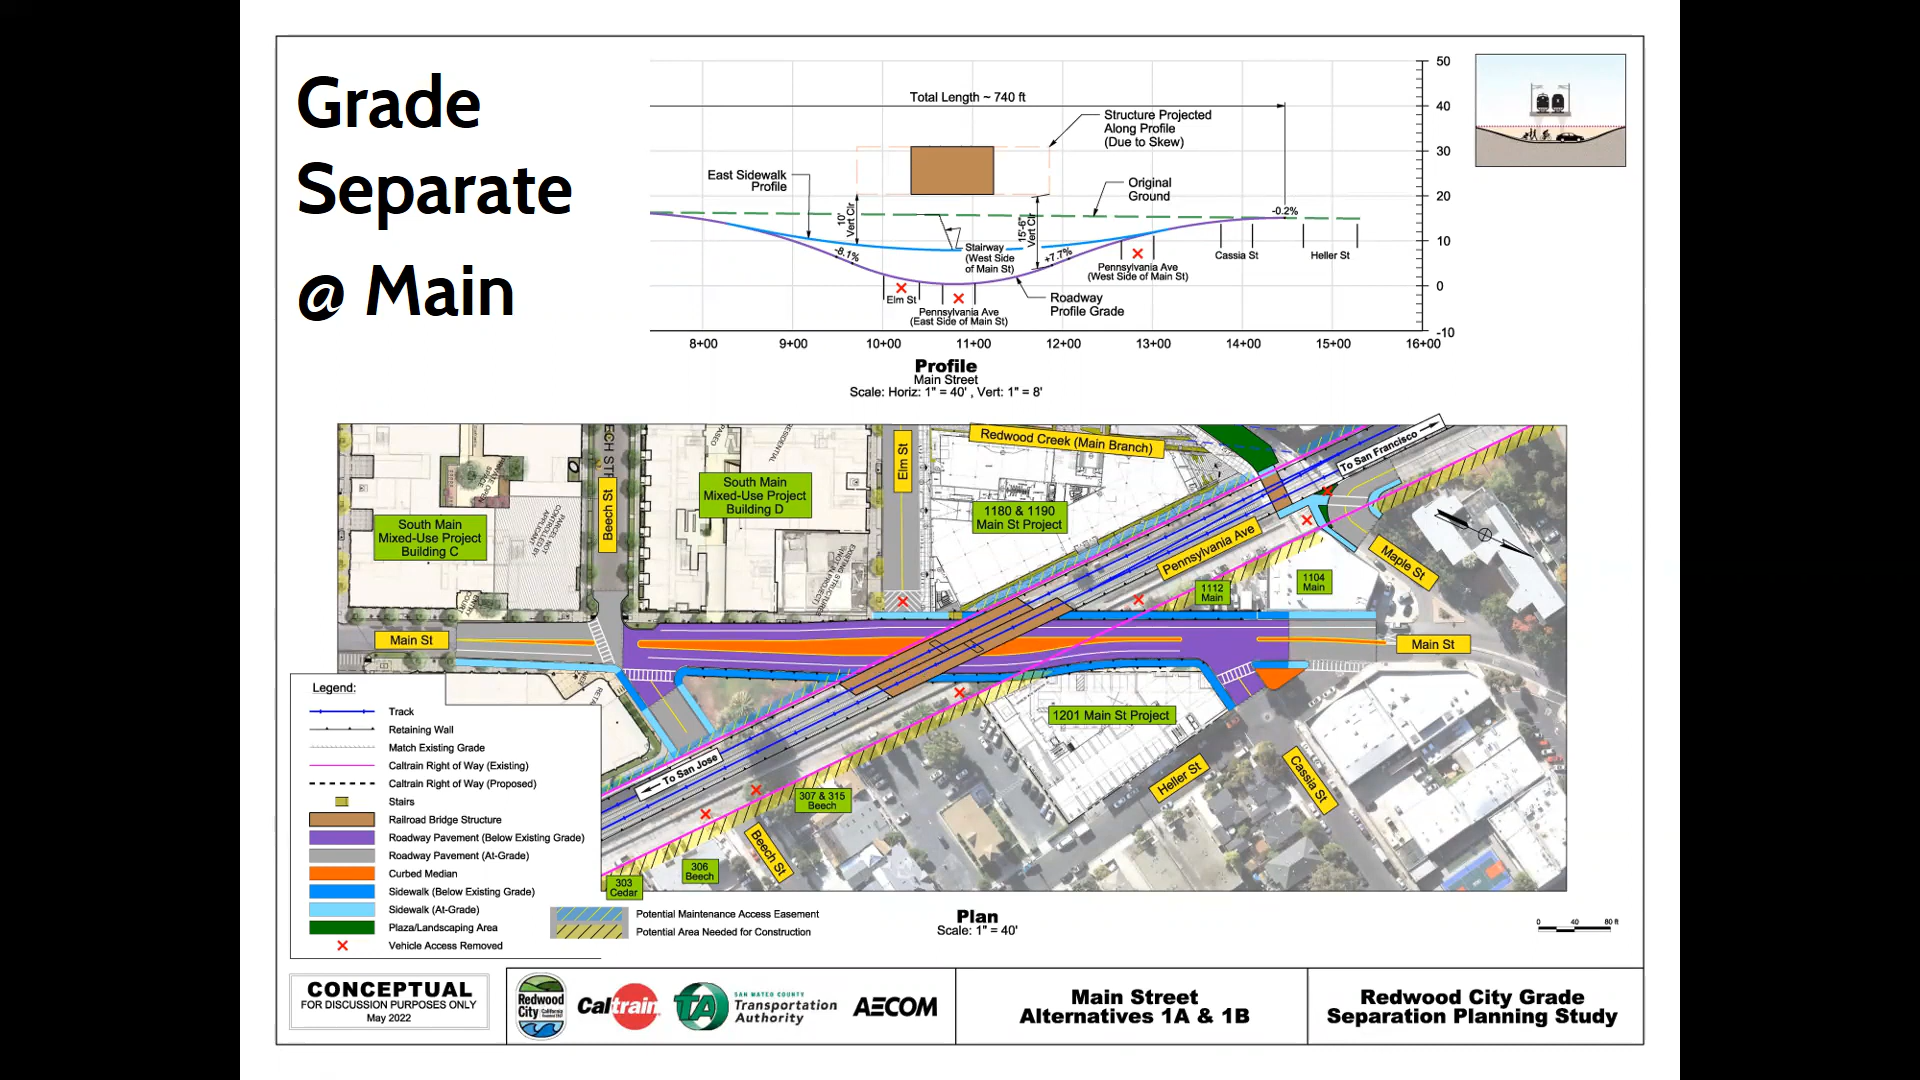 Grade
Separate
@ Main
Total Length ~ 740 ft
Structure Projected
Along Profile
(Due to Skew)
East Sidewalk
Profile
Original
Ground
10'
Vert Clr
15'-6"
Vert Clr
-0.2%
-8.1%
+7.7%
Stairway
(West Side
of Main St)
Elm St
Pennsylvania Ave
(East Side of Main St)
Pennsylvania Ave
(West Side of Main St)
Cassia St
Heller St
Roadway
Profile Grade
50
40
30
20
10
0
-10
8+00
9+00
10+00
11+00
12+00
13+00
14+00
15+00
16+00
Profile
Main Street
Scale: Horiz: 1" = 40' , Vert: 1" = 8'
South Main
Mixed-Use Project
Building C
Beech St
South Main
Mixed-Use Project
Building D
Elm St
Redwood Creek (Main Branch)
1180 & 1190
Main St Project
To San Francisco
Pennsylvania Ave
Maple St
1112
Main
1104
Main
Main St
Main St
PASEO
1201 Main St Project
To San Jose
307 & 315
Beech
Heller St
Cassia St
Beech St
306
Beech
303
Cedar
Legend:
Track
Retaining Wall
Match Existing Grade
Caltrain Right of Way (Existing)
Caltrain Right of Way (Proposed)
Stairs
Railroad Bridge Structure
Roadway Pavement (Below Existing Grade)
Roadway Pavement (At-Grade)
Curbed Median
Sidewalk (Below Existing Grade)
Sidewalk (At-Grade)
Plaza/Landscaping Area
Vehicle Access Removed
Potential Maintenance Access Easement
Potential Area Needed for Construction
Plan
Scale: 1" = 40'
0 40 80 ft
CONCEPTUAL
FOR DISCUSSION PURPOSES ONLY
May 2022
Redwood
City California
Caltrain
TA
SAN MATEO COUNTY
Transportation
Authority
AECOM
Main Street
Alternatives 1A & 1B
Redwood City Grade
Separation Planning Study